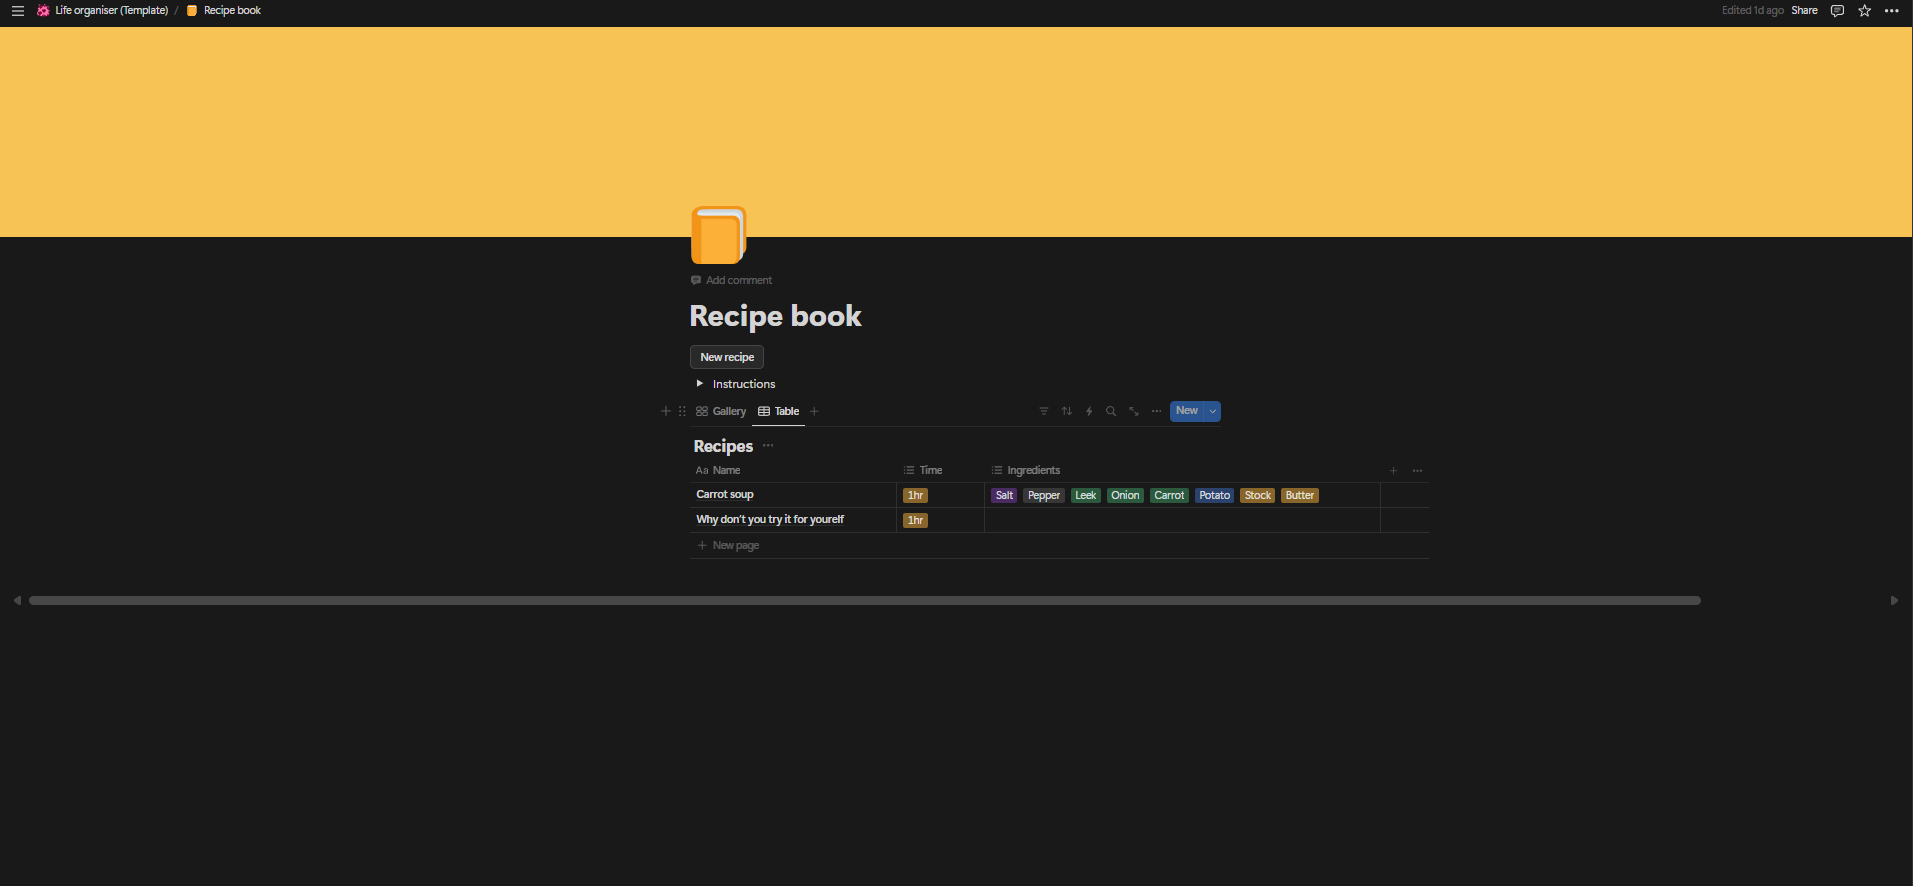 Life organiser (Template) / Recipe book Edited 1d ago Share
Add comment
Recipe book
New recipe
Instructions
Gallery Table New
Recipes
Aa Name Time Ingredients
Carrot soup 1hr Salt Pepper Leek Onion Carrot Potato Stock Butter
Why don't you try it for yourelf 1hr
New page